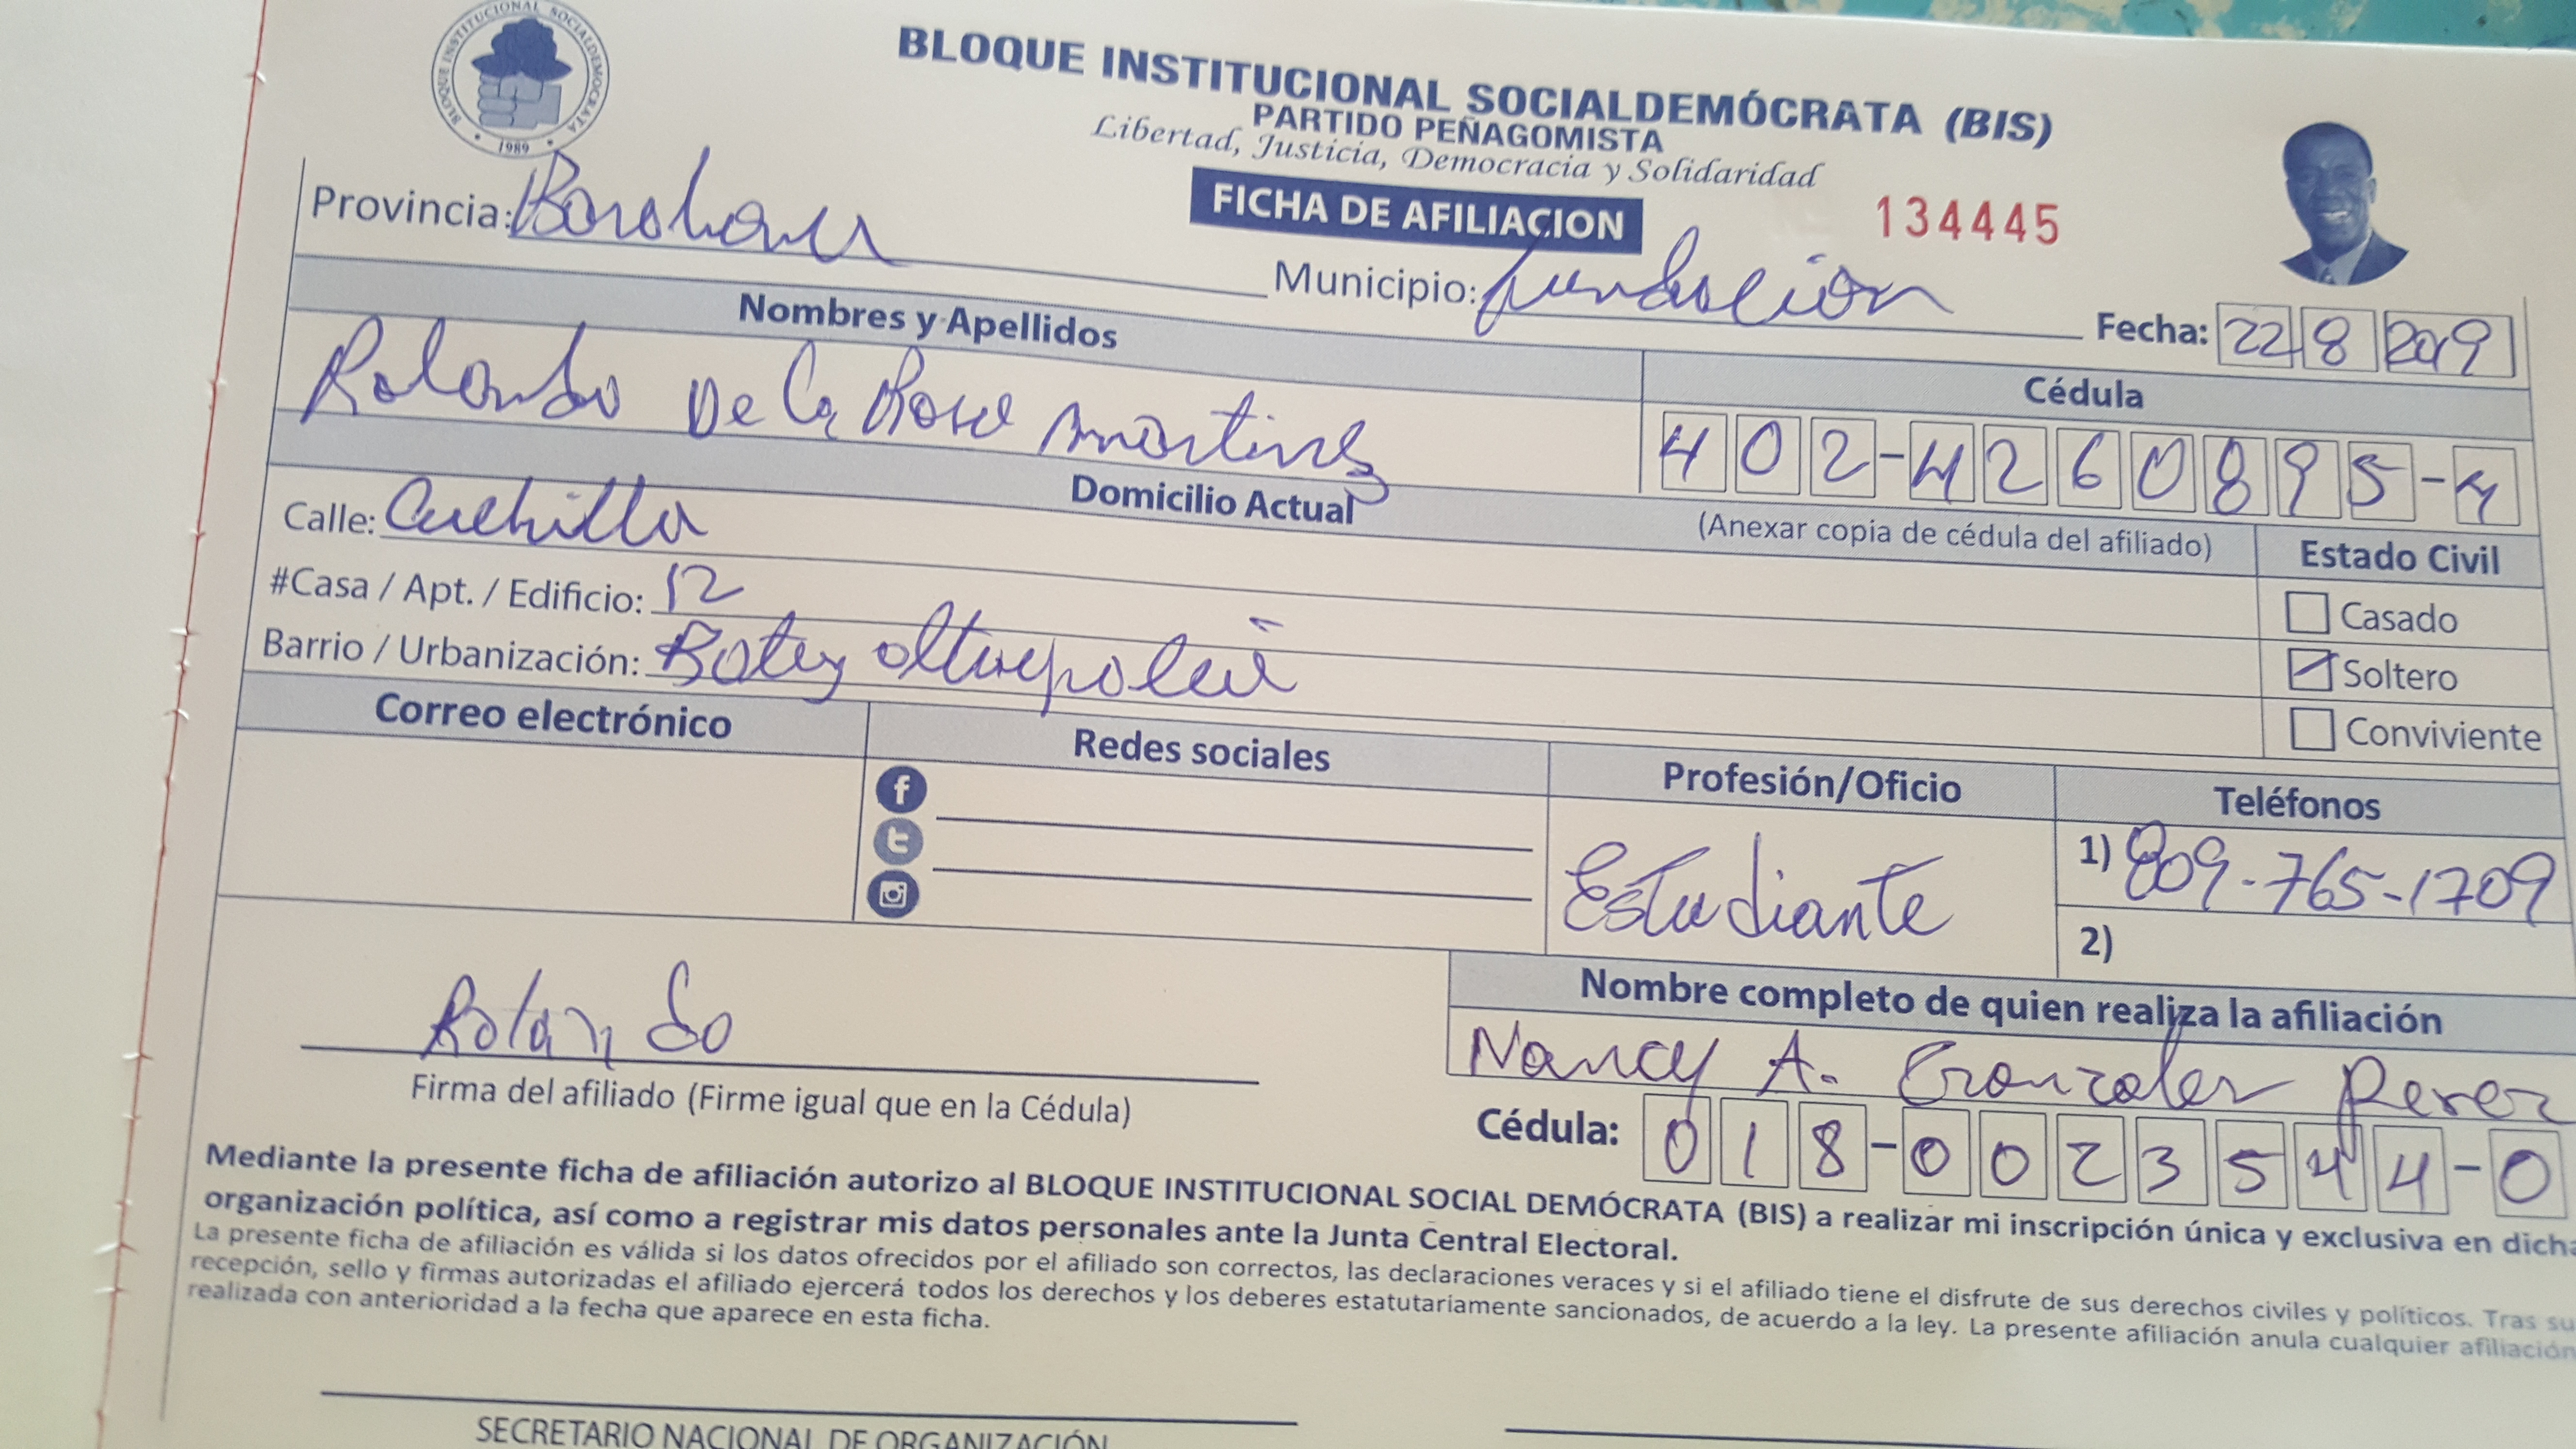 BLOQUE INSTITUCIONAL SOCIALDEMOCRATA
1989
BLOQUE INSTITUCIONAL SOCIALDEMÓCRATA (BIS)
PARTIDO PEÑAGOMISTA
Libertad, Justicia, Democracia y Solidaridad
FICHA DE AFILIACION
134445
Provincia: Barahona
Municipio: fundacion
Fecha: 22 8 2019
Nombres y Apellidos
Cédula
Rolando De la Rosa Martinez
402-4260895-4
Domicilio Actual
(Anexar copia de cédula del afiliado)
Estado Civil
Calle: Cuchilla
#Casa / Apt. / Edificio: 12
Casado
Barrio / Urbanización: Batey
Soltero
Conviviente
Correo electrónico
Redes sociales
Profesión/Oficio
Teléfonos
Estudiante
1) 809-765-1709
2)
Nombre completo de quien realiza la afiliación
Rolando
Nancy A. Gonzalez Perez
Firma del afiliado (Firme igual que en la Cédula)
Cédula: 018-0023544-0
Mediante la presente ficha de afiliación autorizo al BLOQUE INSTITUCIONAL SOCIAL DEMÓCRATA (BIS) a realizar mi inscripción única y exclusiva en dicha
organización política, así como a registrar mis datos personales ante la Junta Central Electoral.
La presente ficha de afiliación es válida si los datos ofrecidos por el afiliado son correctos, las declaraciones veraces y si el afiliado tiene el disfrute de sus derechos civiles y políticos. Tras su
recepción, sello y firmas autorizadas el afiliado ejercerá todos los derechos y los deberes estatutariamente sancionados, de acuerdo a la ley. La presente afiliación anula cualquier afiliación
realizada con anterioridad a la fecha que aparece en esta ficha.
SECRETARIO NACIONAL DE ORGANIZACIÓN